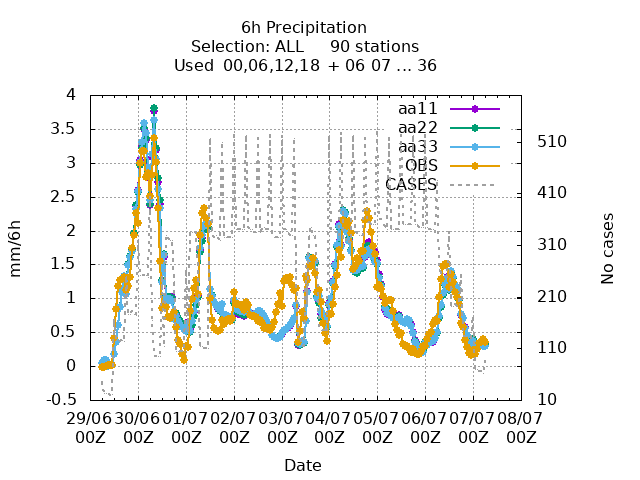 6h Precipitation
Selection: ALL 90 stations
Used 00,06,12,18 + 06 07 ... 36
aa11
aa22
aa33
OBS
CASES
4
3.5
3
2.5
2
1.5
1
0.5
0
-0.5
mm/6h
510
410
310
210
110
10
No cases
29/06 30/06 01/07 02/07 03/07 04/07 05/07 06/07 07/07 08/07
00Z 00Z 00Z 00Z 00Z 00Z 00Z 00Z 00Z 00Z
Date